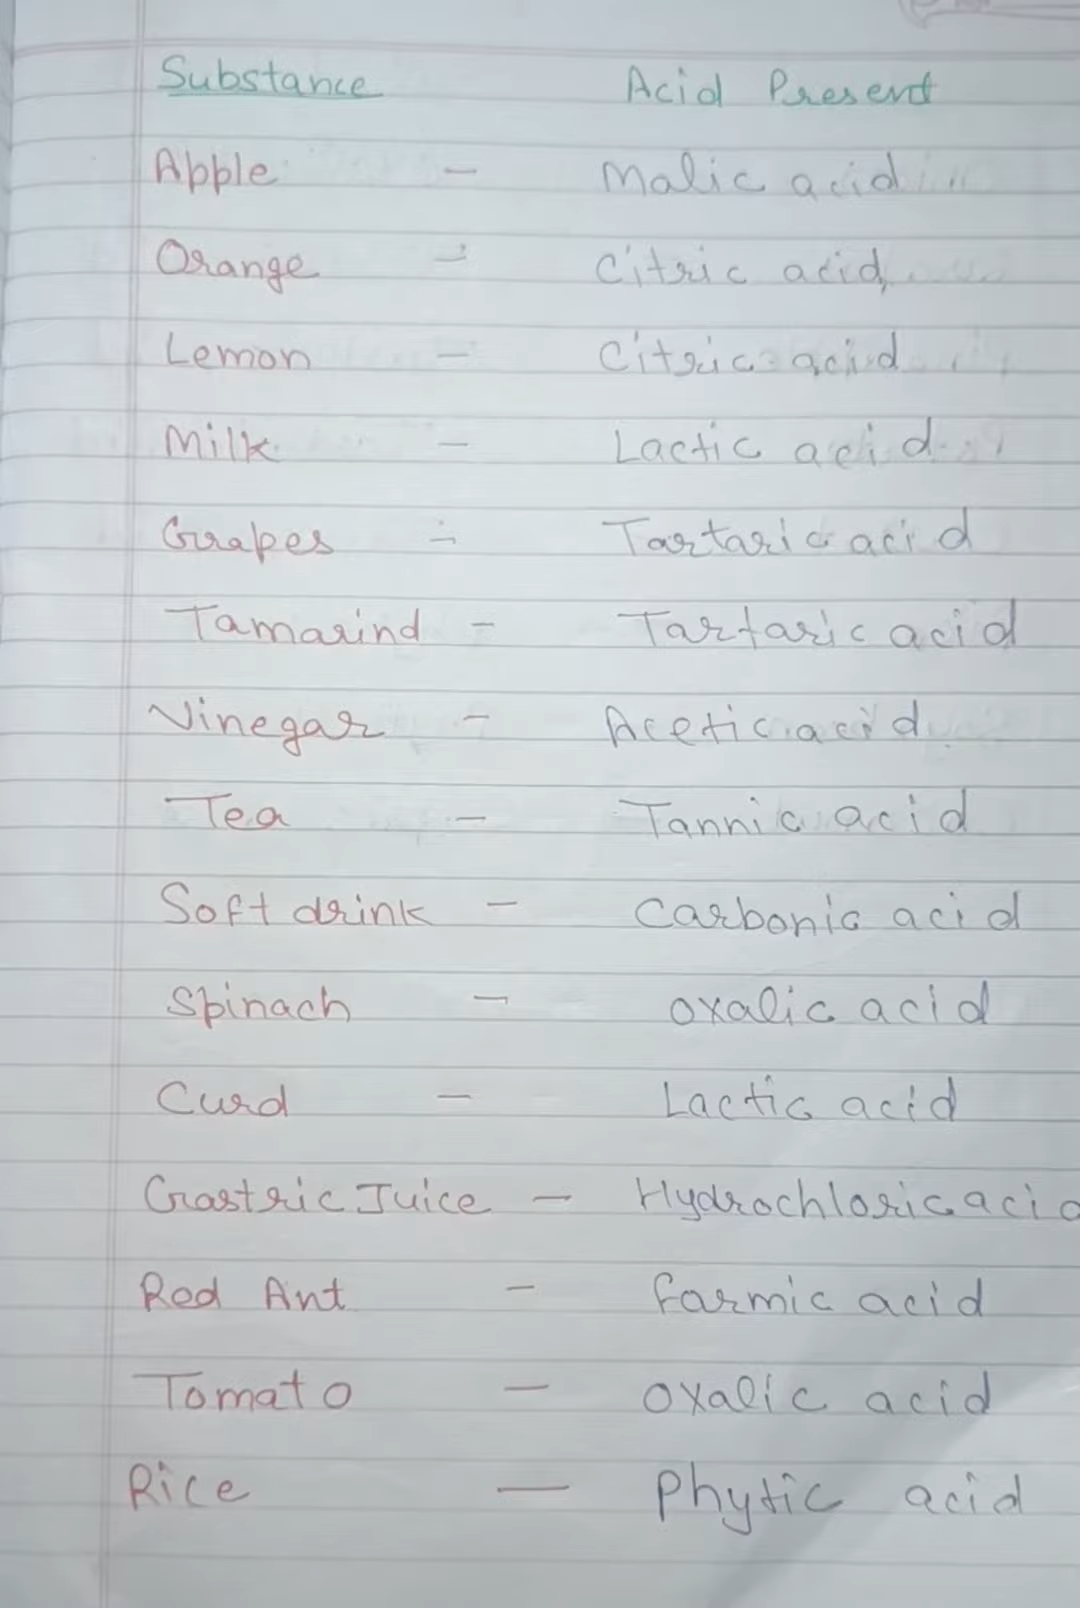 Substance Acid Present
Apple - Malic acid
Orange - Citric acid
Lemon - Citric acid
Milk - Lactic acid
Grapes - Tartaric acid
Tamarind - Tartaric acid
Vinegar - Acetic acid
Tea - Tannic acid
Soft drink - Carbonic acid
Spinach - Oxalic acid
Curd - Lactic acid
Grastric Juice - Hydrochloric acid
Red Ant - farmic acid
Tomato - Oxalic acid
Rice - Phytic acid